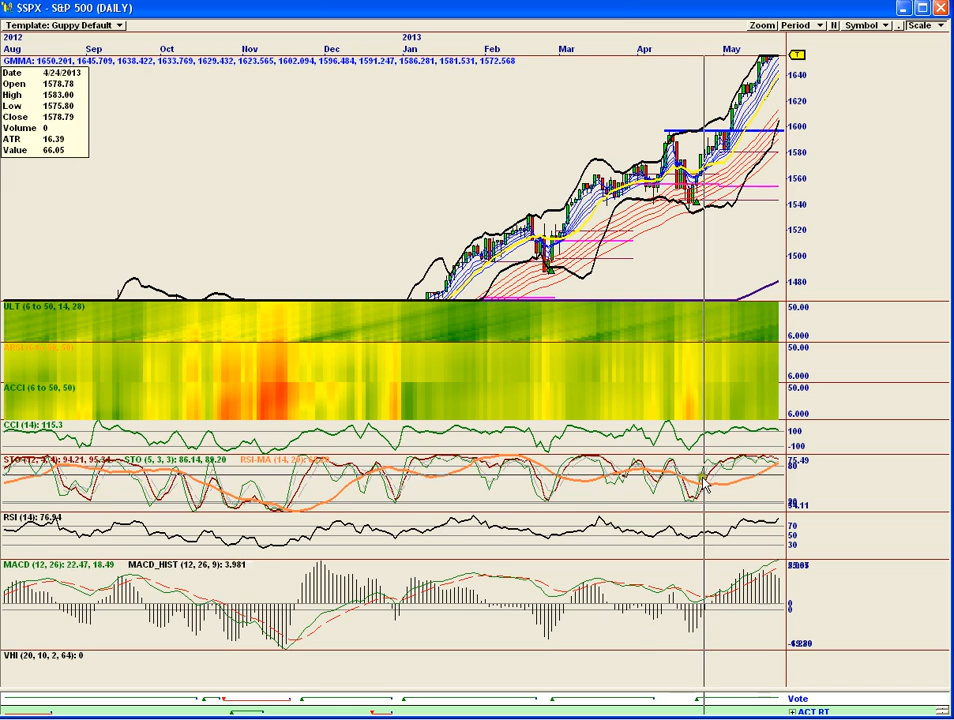 $SPX - S&P 500 (DAILY)
Template: Guppy Default
Zoom Period Symbol . Scale
2012 2013
Aug Sep Oct Nov Dec Jan Feb Mar Apr May
GMMA: 1650.201, 1645.709, 1638.422, 1633.769, 1629.432, 1623.565, 1602.094, 1596.484, 1591.247, 1586.281, 1581.531, 1572.568
Date 4/24/2013
Open 1578.78
High 1583.00
Low 1575.80
Close 1578.79
Volume 0
ATR 16.39
Value 66.05
1640
1620
1600
1580
1560
1540
1520
1500
1480
ULT (6 to 50, 14, 28) 50.00
6.000
50.00
6.000
ACCI (6 to 50, 50) 50.00
6.000
CCI (14): 115.3
100
-100
STO (5, 3, 3): 86.14, 89.20
75.49
80
RSI (14): 76.94
70
50
30
MACD (12, 26): 22.47, 18.49 MACD_HIST (12, 26, 9): 3.981
0
0
VHI (20, 10, 2, 64): 0
Vote
ACT RT